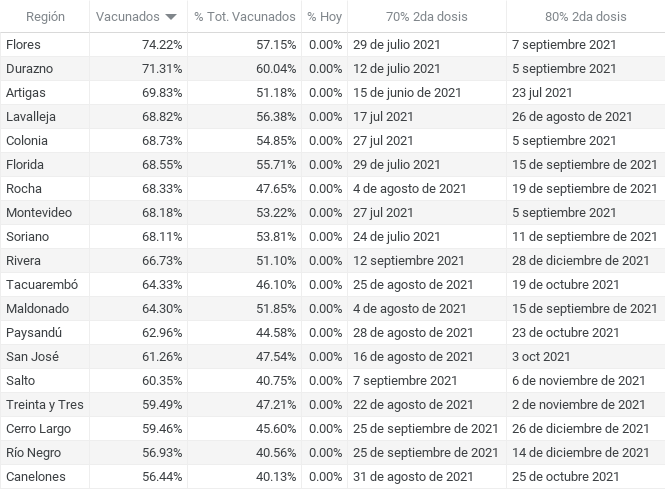 Región Vacunados % Tot. Vacunados % Hoy 70% 2da dosis 80% 2da dosis
Flores 74.22% 57.15% 0.00% 29 de julio 2021 7 septiembre 2021
Durazno 71.31% 60.04% 0.00% 12 de julio 2021 5 septiembre 2021
Artigas 69.83% 51.18% 0.00% 15 de junio de 2021 23 jul 2021
Lavalleja 68.82% 56.38% 0.00% 17 jul 2021 26 de agosto de 2021
Colonia 68.73% 54.85% 0.00% 27 jul 2021 5 septiembre 2021
Florida 68.55% 55.71% 0.00% 29 de julio 2021 15 de septiembre de 2021
Rocha 68.33% 47.65% 0.00% 4 de agosto de 2021 19 de septiembre de 2021
Montevideo 68.18% 53.22% 0.00% 27 jul 2021 5 septiembre 2021
Soriano 68.11% 53.81% 0.00% 24 de julio 2021 11 de septiembre de 2021
Rivera 66.73% 51.10% 0.00% 12 septiembre 2021 28 de diciembre de 2021
Tacuarembó 64.33% 46.10% 0.00% 25 de agosto de 2021 19 de octubre 2021
Maldonado 64.30% 51.85% 0.00% 4 de agosto de 2021 15 de septiembre de 2021
Paysandú 62.96% 44.58% 0.00% 28 de agosto de 2021 23 de octubre 2021
San José 61.26% 47.54% 0.00% 16 de agosto de 2021 3 oct 2021
Salto 60.35% 40.75% 0.00% 7 septiembre 2021 6 de noviembre de 2021
Treinta y Tres 59.49% 47.21% 0.00% 22 de agosto de 2021 2 de noviembre de 2021
Cerro Largo 59.46% 45.60% 0.00% 25 de septiembre de 2021 26 de diciembre de 2021
Río Negro 56.93% 40.56% 0.00% 25 de septiembre de 2021 14 de diciembre de 2021
Canelones 56.44% 40.13% 0.00% 31 de agosto de 2021 25 de octubre de 2021